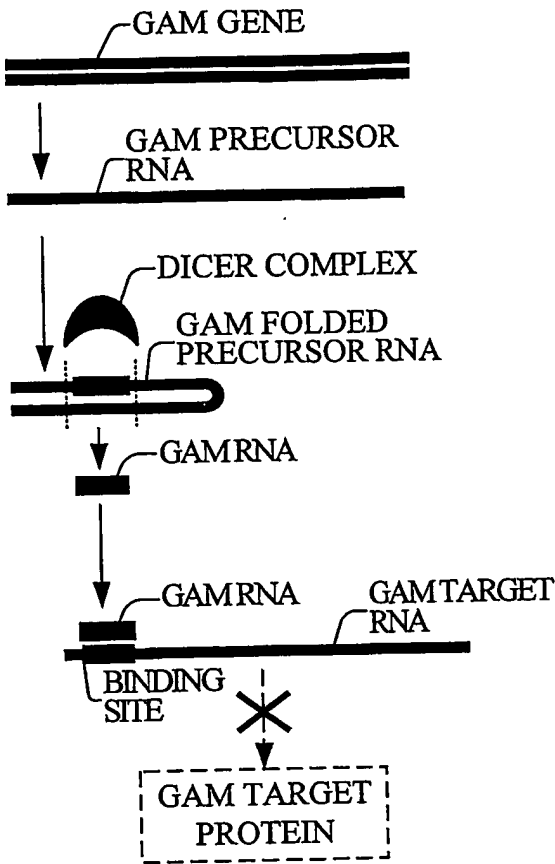 GAM GENE
GAM PRECURSOR
RNA
DICER COMPLEX
GAM FOLDED
PRECURSOR RNA
GAM RNA
GAM RNA
GAM TARGET
RNA
BINDING
SITE
GAM TARGET
PROTEIN